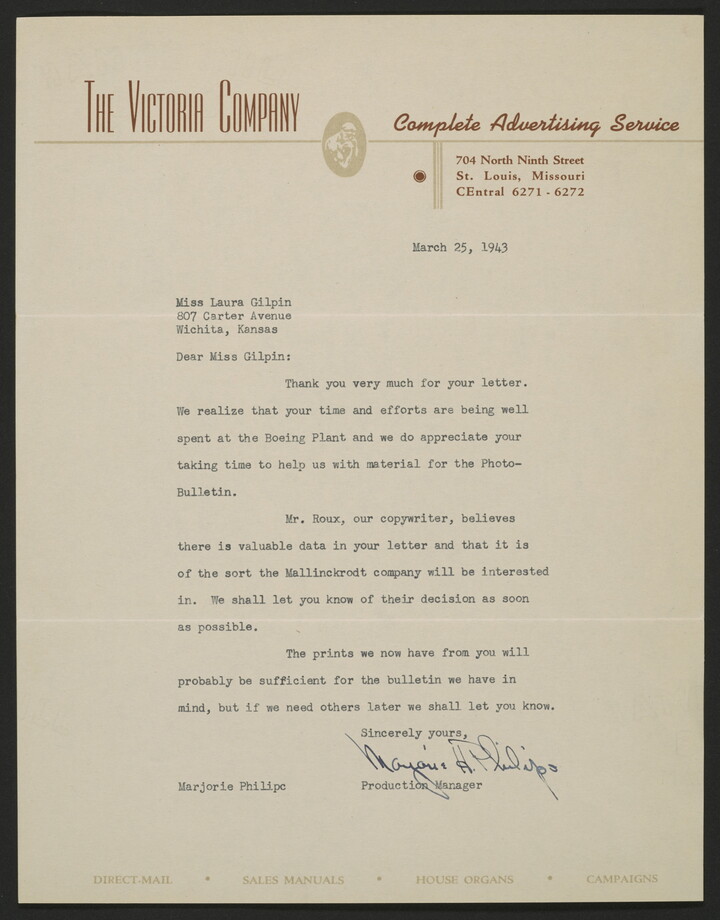 THE VICTORIA COMPANY
Complete Advertising Service
704 North Ninth Street
St. Louis, Missouri
CEntral 6271 - 6272
March 25, 1943
Miss Laura Gilpin
807 Carter Avenue
Wichita, Kansas
Dear Miss Gilpin:
Thank you very much for your letter.
We realize that your time and efforts are being well
spent at the Boeing Plant and we do appreciate your
taking time to help us with material for the Photo-
Bulletin.
Mr. Roux, our copywriter, believes
there is valuable data in your letter and that it is
of the sort the Mallinckrodt company will be interested
in. We shall let you know of their decision as soon
as possible.
The prints we now have from you will
probably be sufficient for the bulletin we have in
mind, but if we need others later we shall let you know.
Sincerely yours,
Marjorie H. Philips
Marjorie Philipc Production Manager
DIRECT-MAIL • SALES MANUALS • HOUSE ORGANS • CAMPAIGNS